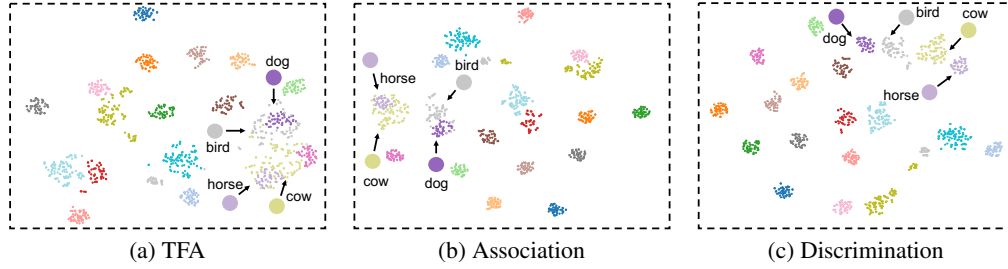 dog
bird
horse
cow
(a) TFA
bird
horse
cow
dog
(b) Association
bird
cow
dog
horse
(c) Discrimination